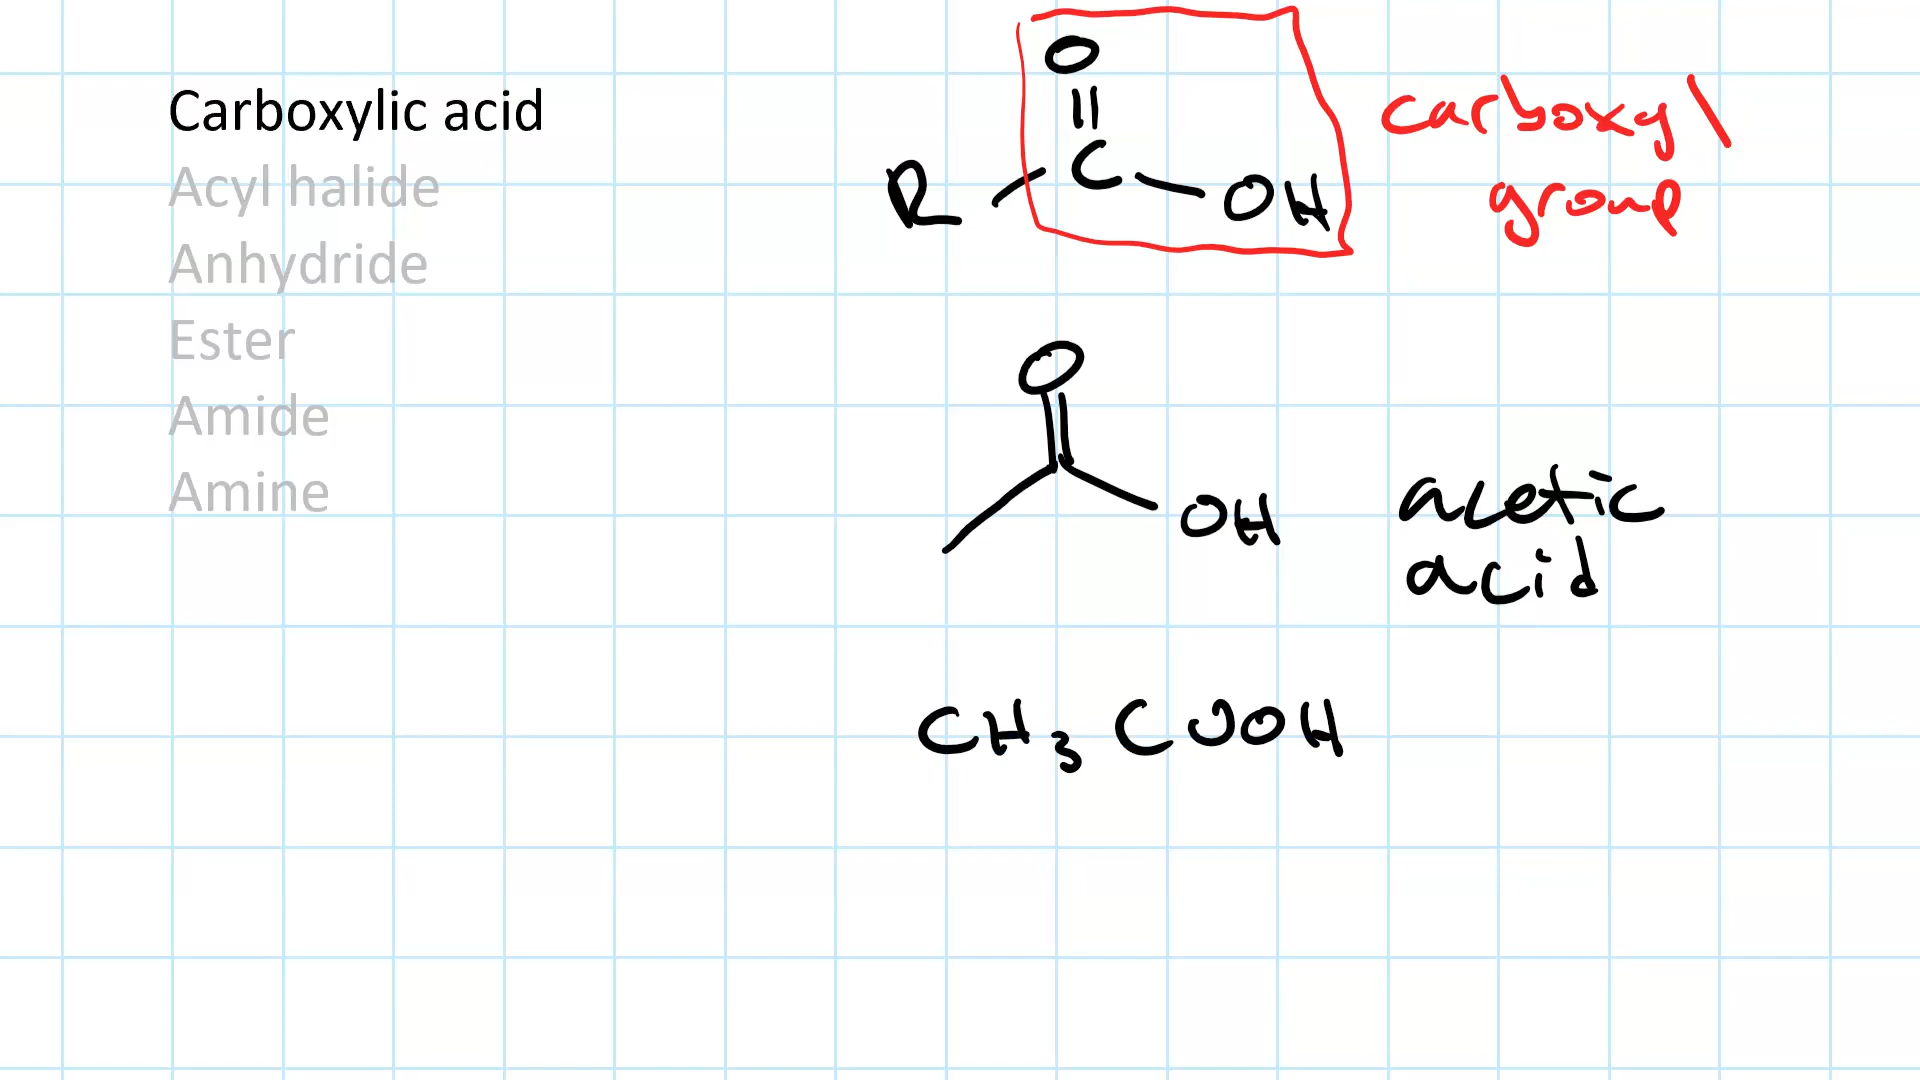 Carboxylic acid
Acyl halide
Anhydride
Ester
Amide
Amine
O
R C OH
carboxyl
group
O
OH
acetic
acid
CH₃COOH